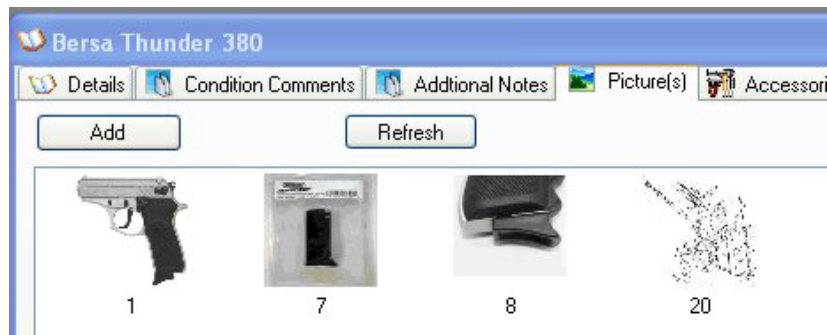 Bersa Thunder 380
Details Condition Comments Addtional Notes Picture(s) Accessori
Add Refresh
1 7 8 20